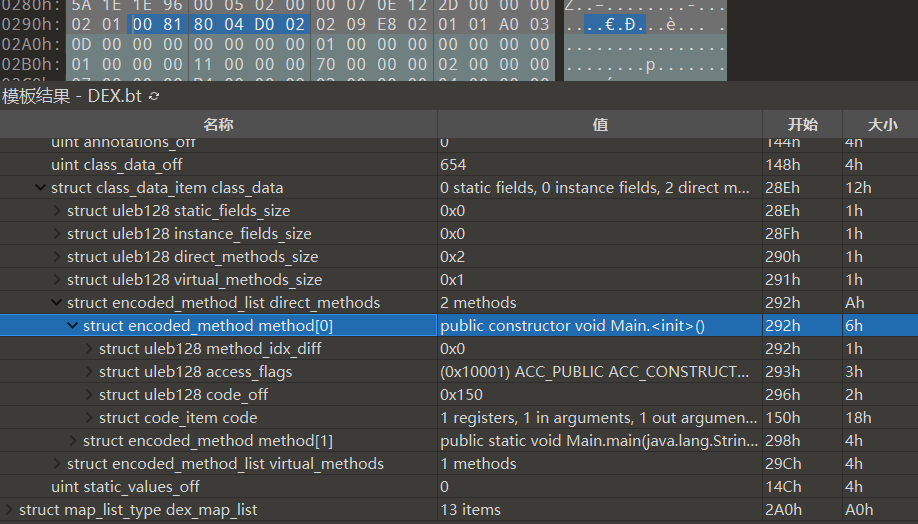 0280h: 5A 1E 1E 96 00 05 02 00 00 07 0E 12 2D 00 00 00 Z..–........-...
0290h: 02 01 00 81 80 04 D0 02 02 09 E8 02 01 01 A0 03 ....€.Ð...è... .
02A0h: 0D 00 00 00 00 00 00 00 01 00 00 00 00 00 00 00 ................
02B0h: 01 00 00 00 11 00 00 00 70 00 00 00 02 00 00 00 ........p.......
模板结果 - DEX.bt
名称 值 开始 大小
uint annotations_off 0 144h 4h
uint class_data_off 654 148h 4h
struct class_data_item class_data 0 static fields, 0 instance fields, 2 direct m... 28Eh 12h
struct uleb128 static_fields_size 0x0 28Eh 1h
struct uleb128 instance_fields_size 0x0 28Fh 1h
struct uleb128 direct_methods_size 0x2 290h 1h
struct uleb128 virtual_methods_size 0x1 291h 1h
struct encoded_method_list direct_methods 2 methods 292h Ah
struct encoded_method method[0] public constructor void Main.<init>() 292h 6h
struct uleb128 method_idx_diff 0x0 292h 1h
struct uleb128 access_flags (0x10001) ACC_PUBLIC ACC_CONSTRUCT... 293h 3h
struct uleb128 code_off 0x150 296h 2h
struct code_item code 1 registers, 1 in arguments, 1 out argumen... 150h 18h
struct encoded_method method[1] public static void Main.main(java.lang.Strin... 298h 4h
struct encoded_method_list virtual_methods 1 methods 29Ch 4h
uint static_values_off 0 14Ch 4h
struct map_list_type dex_map_list 13 items 2A0h A0h